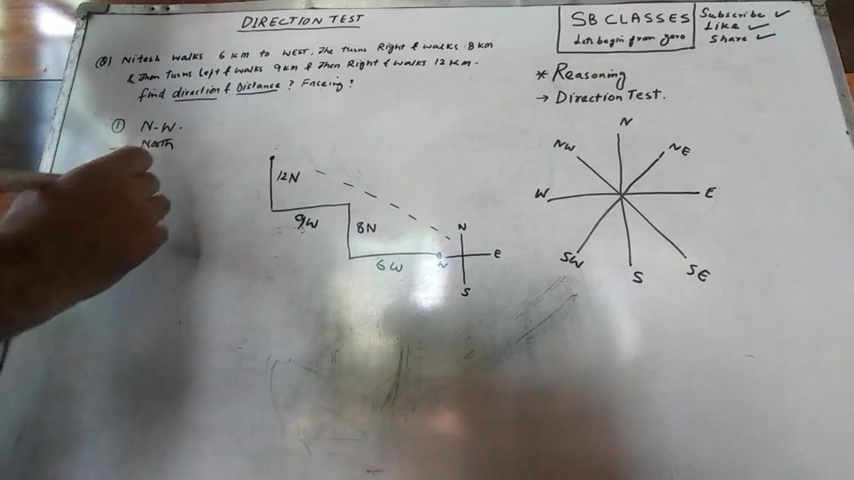 DIRECTION TEST
SB CLASSES
Lets begin from zero
Subscribe ✓
Like ✓
Share ✓
Q1 Nitesh walks 6 KM to WEST, The turns Right & walks 8 KM
& Then turns Left & walks 9 KM & Then Right & walks 12 KM.
find direction & Distance? Faceing?
* Reasoning
→ Direction Test.
① N-W.
North
12N
9W
8N
6W
N
E
S
N
NE
E
SE
S
SW
W
NW